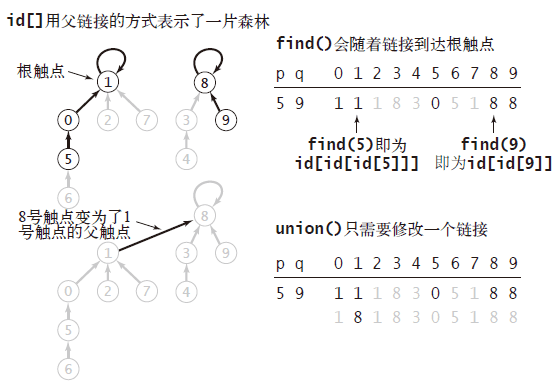 id[]用父链接的方式表示了一片森林
根触点
1
8
0
2
7
3
9
5
4
6
8号触点变为了1
号触点的父触点
8
1
3
9
0
2
7
4
5
6
find()会随着链接到达根触点
p q 0 1 2 3 4 5 6 7 8 9
5 9 1 1 1 8 3 0 5 1 8 8
find(5)即为
id[id[id[5]]]
find(9)
即为id[id[9]]
union()只需要修改一个链接
p q 0 1 2 3 4 5 6 7 8 9
5 9 1 1 1 8 3 0 5 1 8 8
1 8 1 8 3 0 5 1 8 8